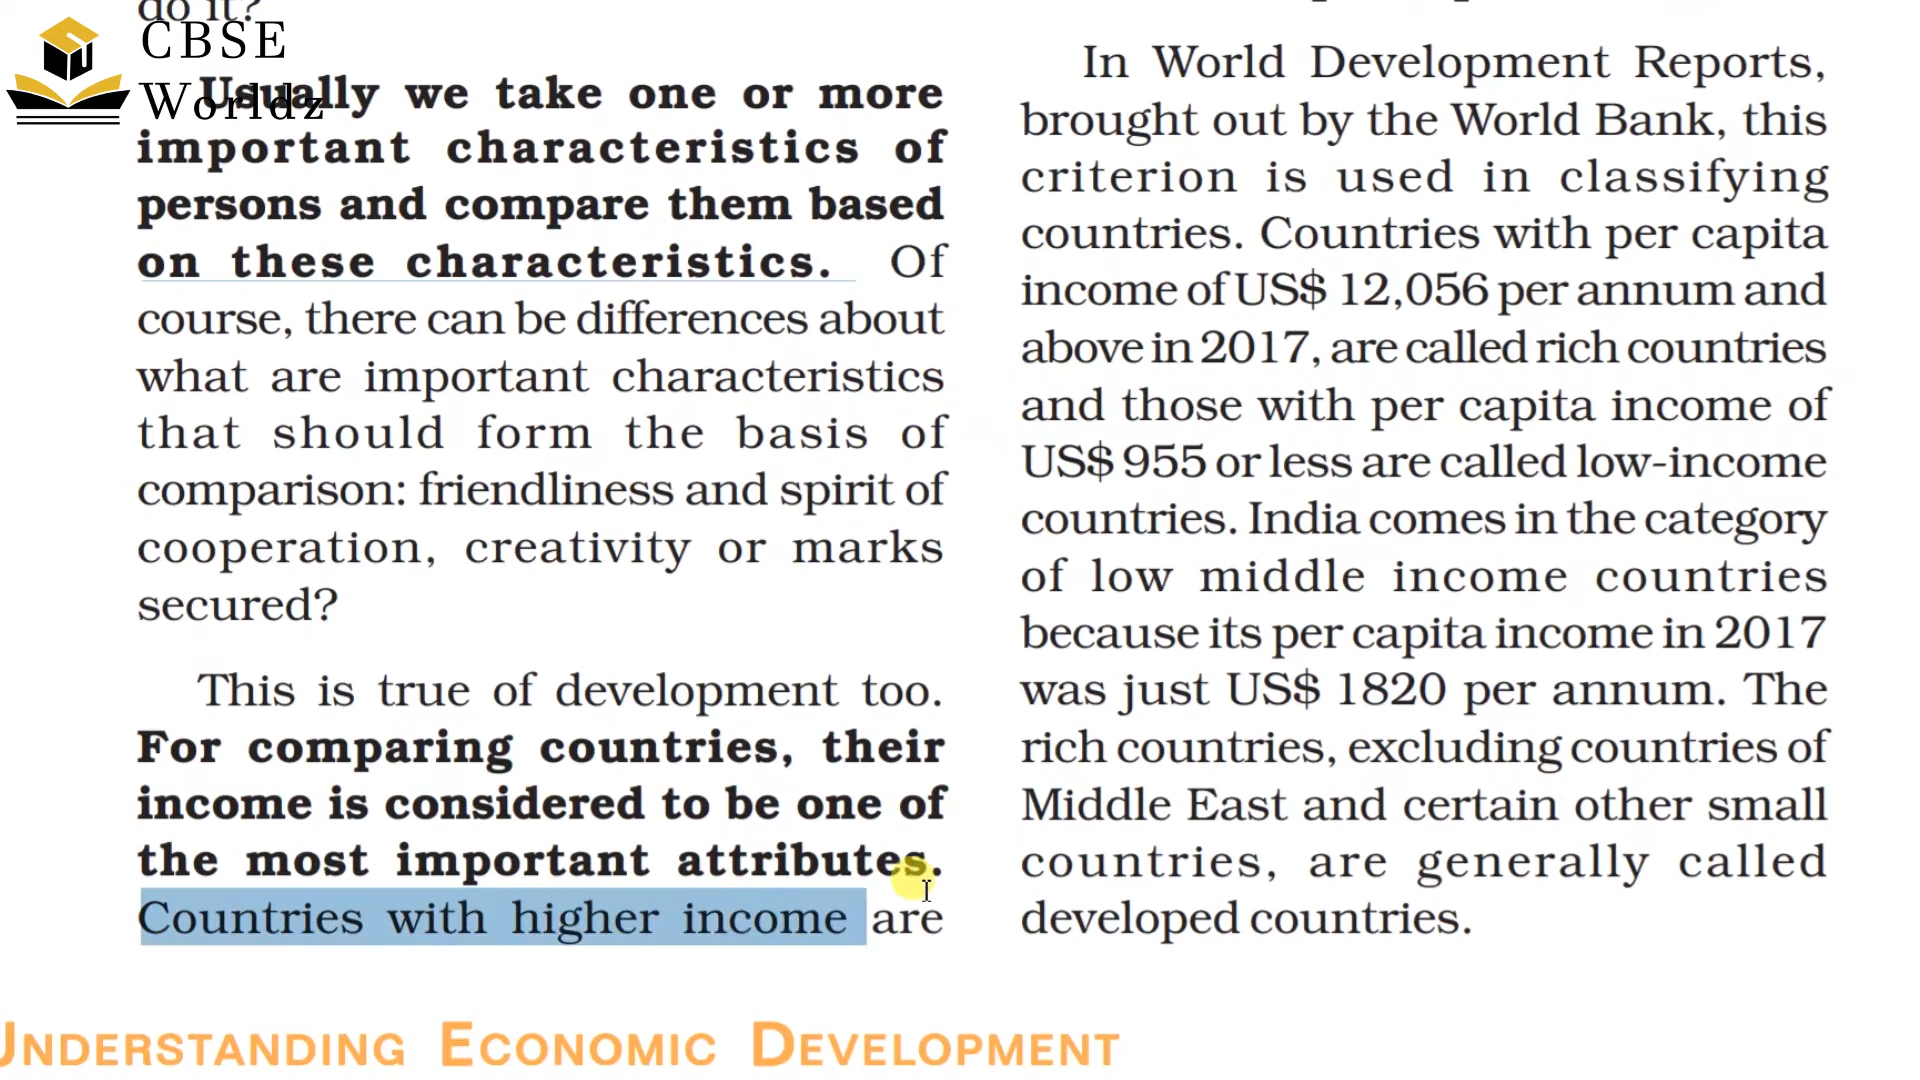 do it?
CBSE
Worldz
Usually we take one or more
important characteristics of
persons and compare them based
on these characteristics. Of
course, there can be differences about
what are important characteristics
that should form the basis of
comparison: friendliness and spirit of
cooperation, creativity or marks
secured?
This is true of development too.
For comparing countries, their
income is considered to be one of
the most important attributes.
Countries with higher income are
In World Development Reports,
brought out by the World Bank, this
criterion is used in classifying
countries. Countries with per capita
income of US$ 12,056 per annum and
above in 2017, are called rich countries
and those with per capita income of
US$ 955 or less are called low-income
countries. India comes in the category
of low middle income countries
because its per capita income in 2017
was just US$ 1820 per annum. The
rich countries, excluding countries of
Middle East and certain other small
countries, are generally called
developed countries.
UNDERSTANDING ECONOMIC DEVELOPMENT